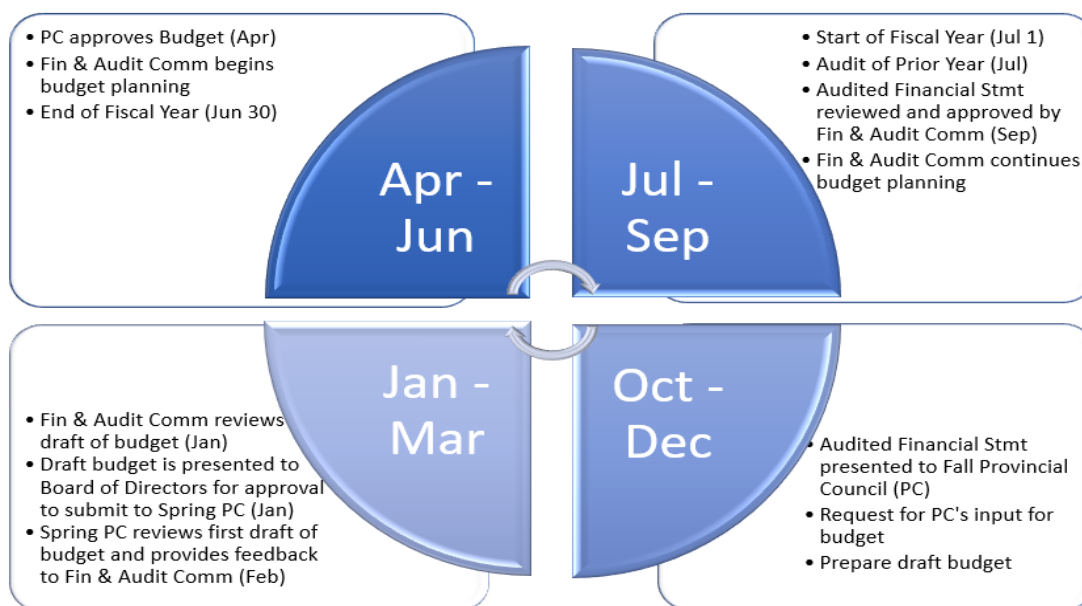 • PC approves Budget (Apr)
• Fin & Audit Comm begins
budget planning
• End of Fiscal Year (Jun 30)
Apr -
Jun
• Start of Fiscal Year (Jul 1)
• Audit of Prior Year (Jul)
• Audited Financial Stmt
reviewed and approved by
Fin & Audit Comm (Sep)
• Fin & Audit Comm continues
budget planning
Jul -
Sep
• Fin & Audit Comm reviews
draft of budget (Jan)
• Draft budget is presented to
Board of Directors for approval
to submit to Spring PC (Jan)
• Spring PC reviews first draft of
budget and provides feedback
to Fin & Audit Comm (Feb)
Jan -
Mar
Oct -
Dec
• Audited Financial Stmt
presented to Fall Provincial
Council (PC)
• Request for PC's input for
budget
• Prepare draft budget